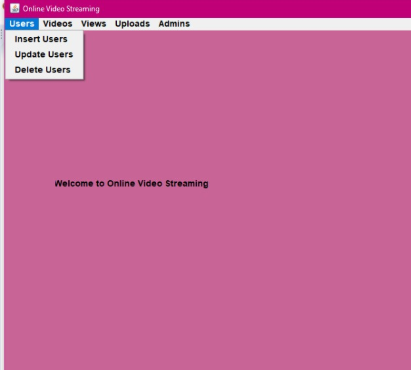 Online Video Streaming
Users Videos Views Uploads Admins
Insert Users
Update Users
Delete Users
Welcome to Online Video Streaming